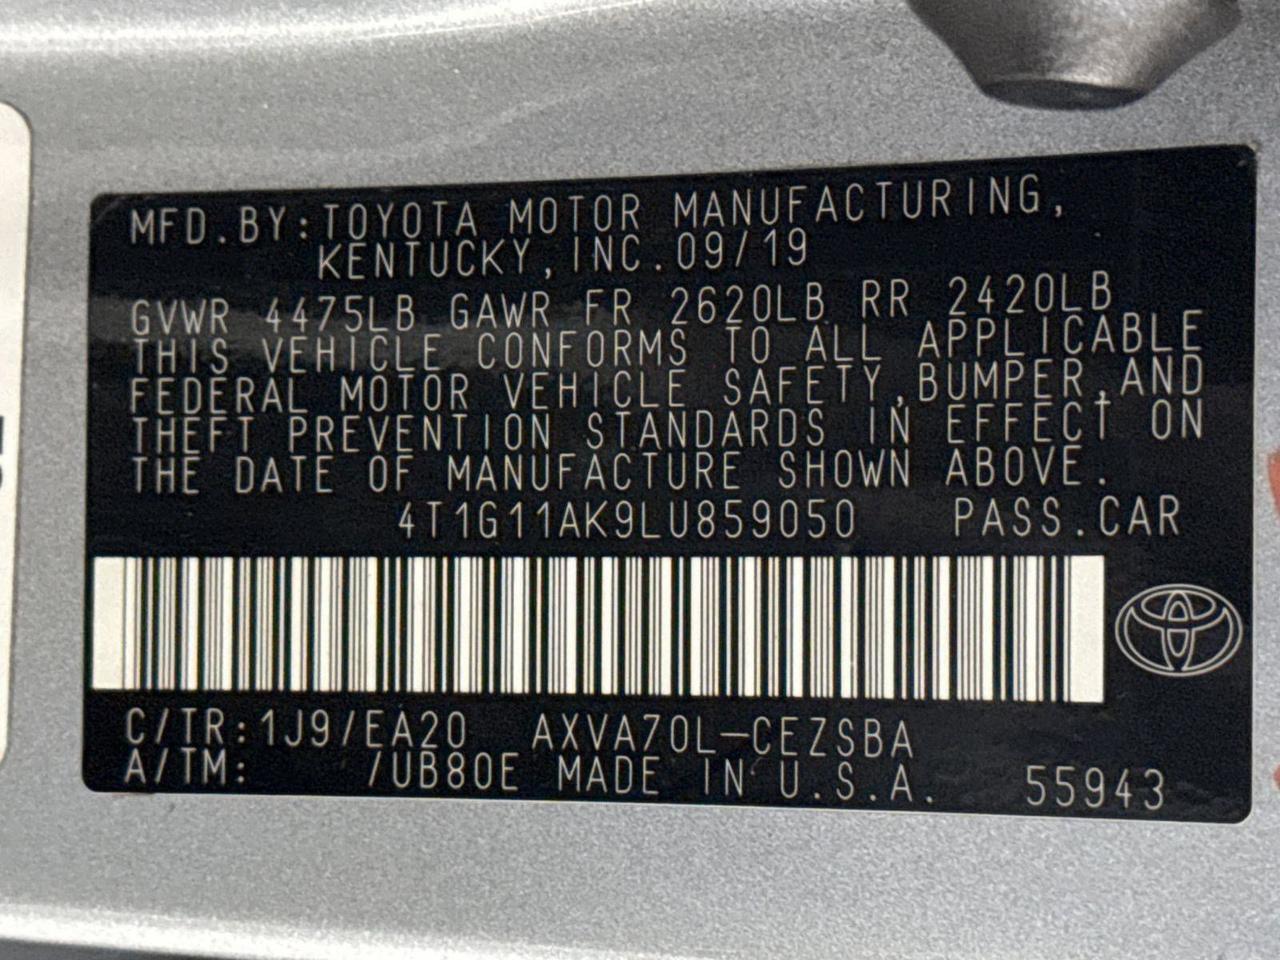 MFD.BY:TOYOTA MOTOR MANUFACTURING,
KENTUCKY,INC.09/19
GVWR 4475LB GAWR FR 2620LB RR 2420LB
THIS VEHICLE CONFORMS TO ALL APPLICABLE
FEDERAL MOTOR VEHICLE SAFETY,BUMPER,AND
THEFT PREVENTION STANDARDS IN EFFECT ON
THE DATE OF MANUFACTURE SHOWN ABOVE.
4T1G11AK9LU859050 PASS.CAR
C/TR:1J9/EA20 AXVA70L-CEZSBA
A/TM: /UB80E MADE IN U.S.A. 55943